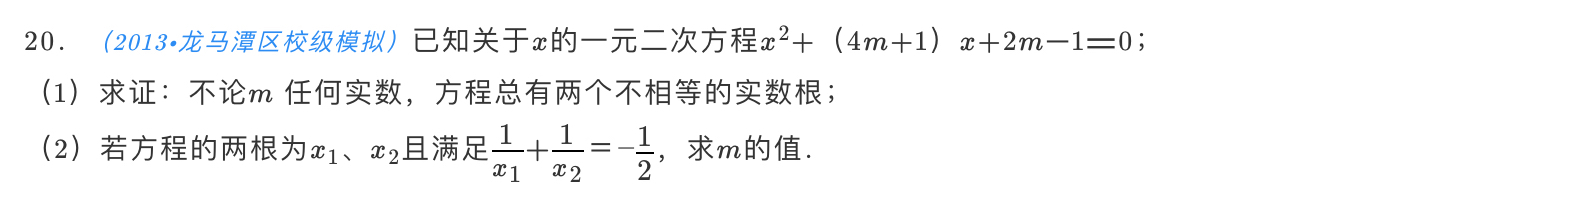 20. （2013•龙马潭区校级模拟）已知关于x的一元二次方程x²+（4m+1）x+2m−1=0；
（1）求证：不论m 任何实数，方程总有两个不相等的实数根；
（2）若方程的两根为x₁、x₂且满足1/x₁+1/x₂=−1/2，求m的值.